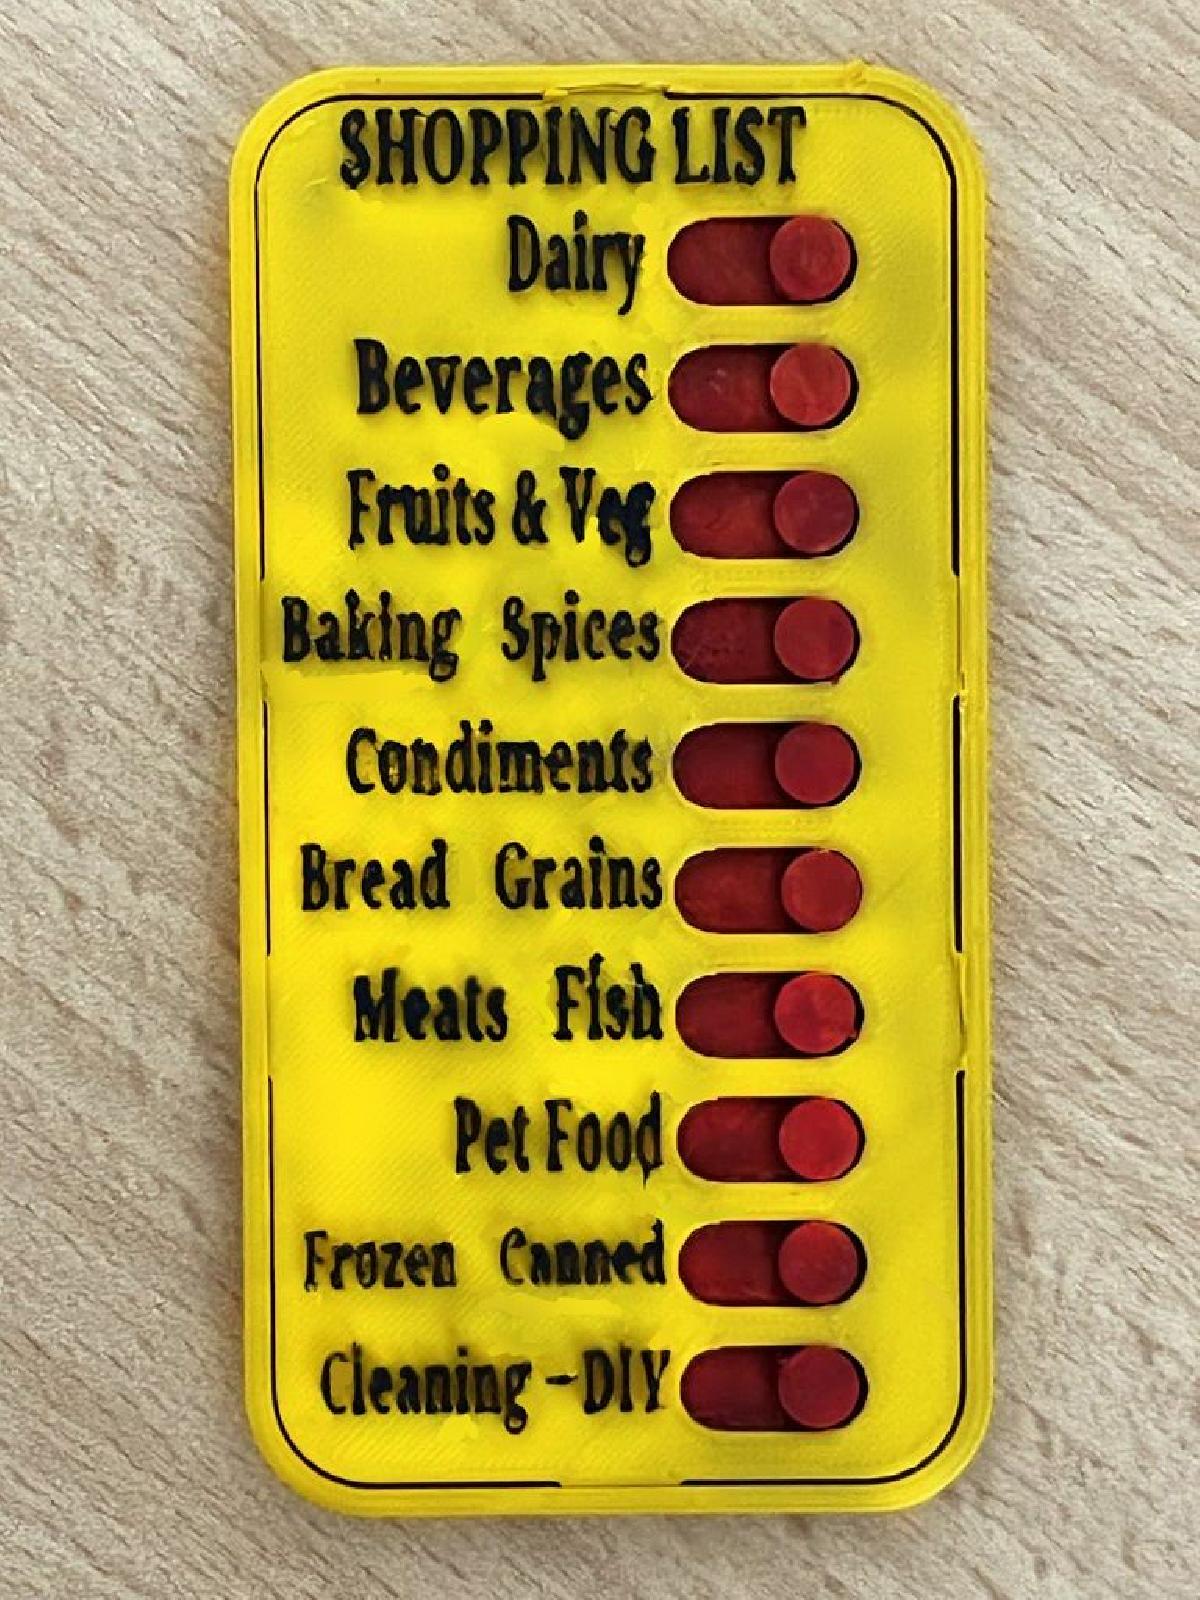 SHOPPING LIST
Dairy
Beverages
Fruits & Veg
Baking Spices
Condiments
Bread Grains
Meats Fish
Pet Food
Frozen Canned
Cleaning - DIY